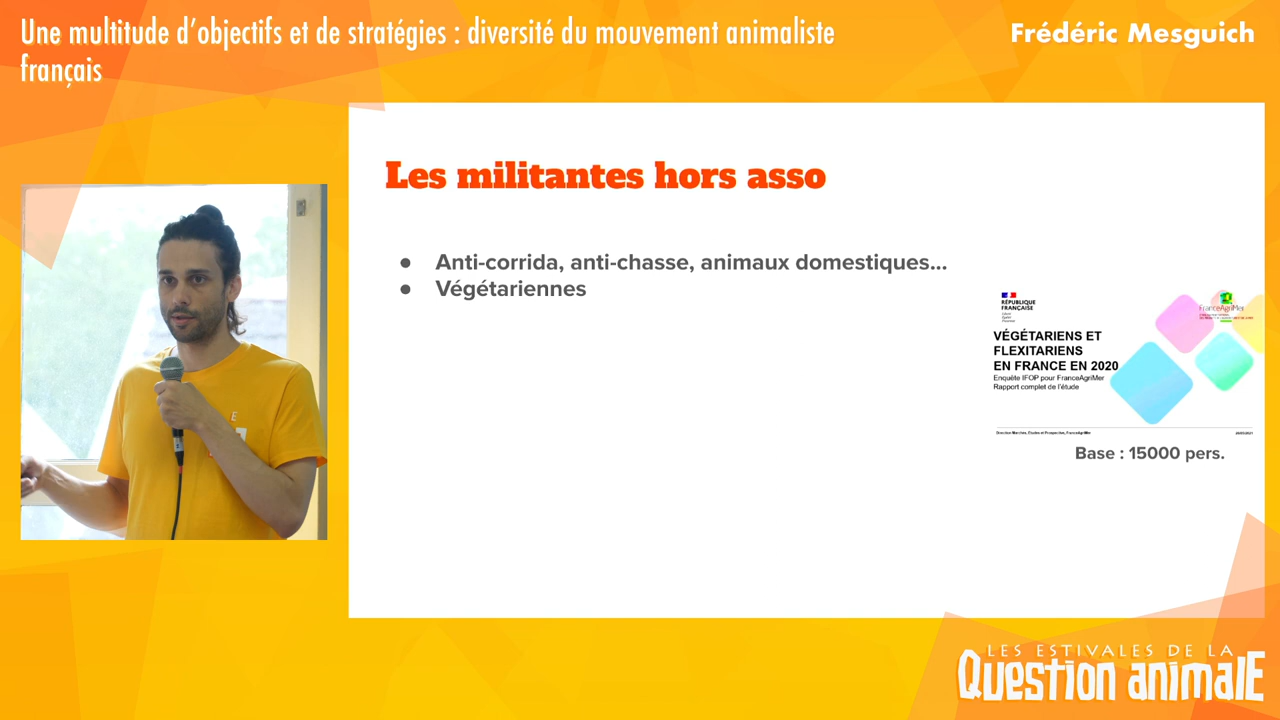 Une multitude d'objectifs et de stratégies : diversité du mouvement animaliste
français
Frédéric Mesguich
Les militantes hors asso
● Anti-corrida, anti-chasse, animaux domestiques...
● Végétariennes
RÉPUBLIQUE
FRANÇAISE
FranceAgriMer
VÉGÉTARIENS ET
FLEXITARIENS
EN FRANCE EN 2020
Enquête IFOP pour FranceAgriMer
Rapport complet de l'étude
Base : 15000 pers.
E
LES ESTIVALES DE LA
QUEStion animalE